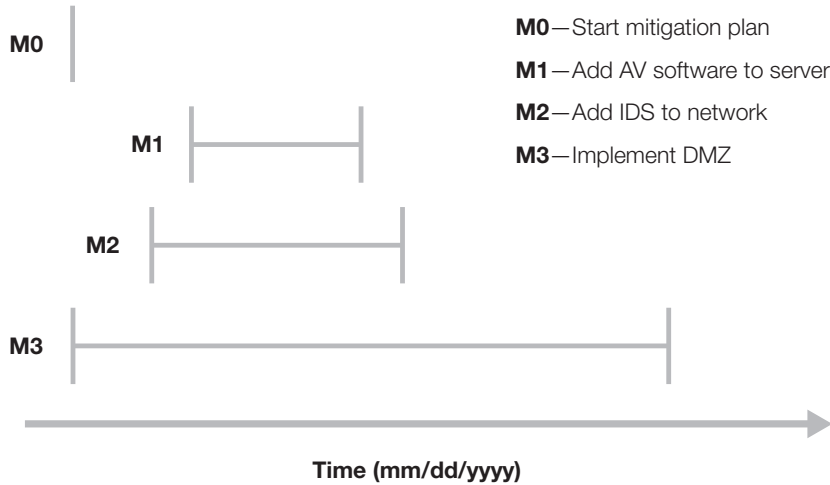 M0
M1
M2
M3
M0—Start mitigation plan
M1—Add AV software to server
M2—Add IDS to network
M3—Implement DMZ
Time (mm/dd/yyyy)